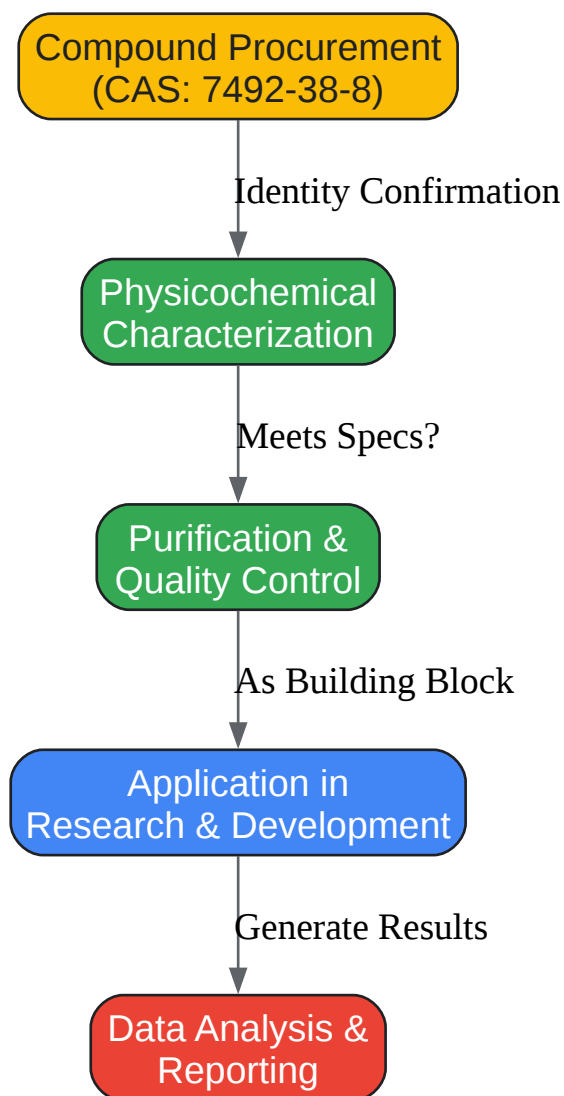 Compound Procurement
(CAS: 7492-38-8)
Identity Confirmation
Physicochemical
Characterization
Meets Specs?
Purification &
Quality Control
As Building Block
Application in
Research & Development
Generate Results
Data Analysis &
Reporting